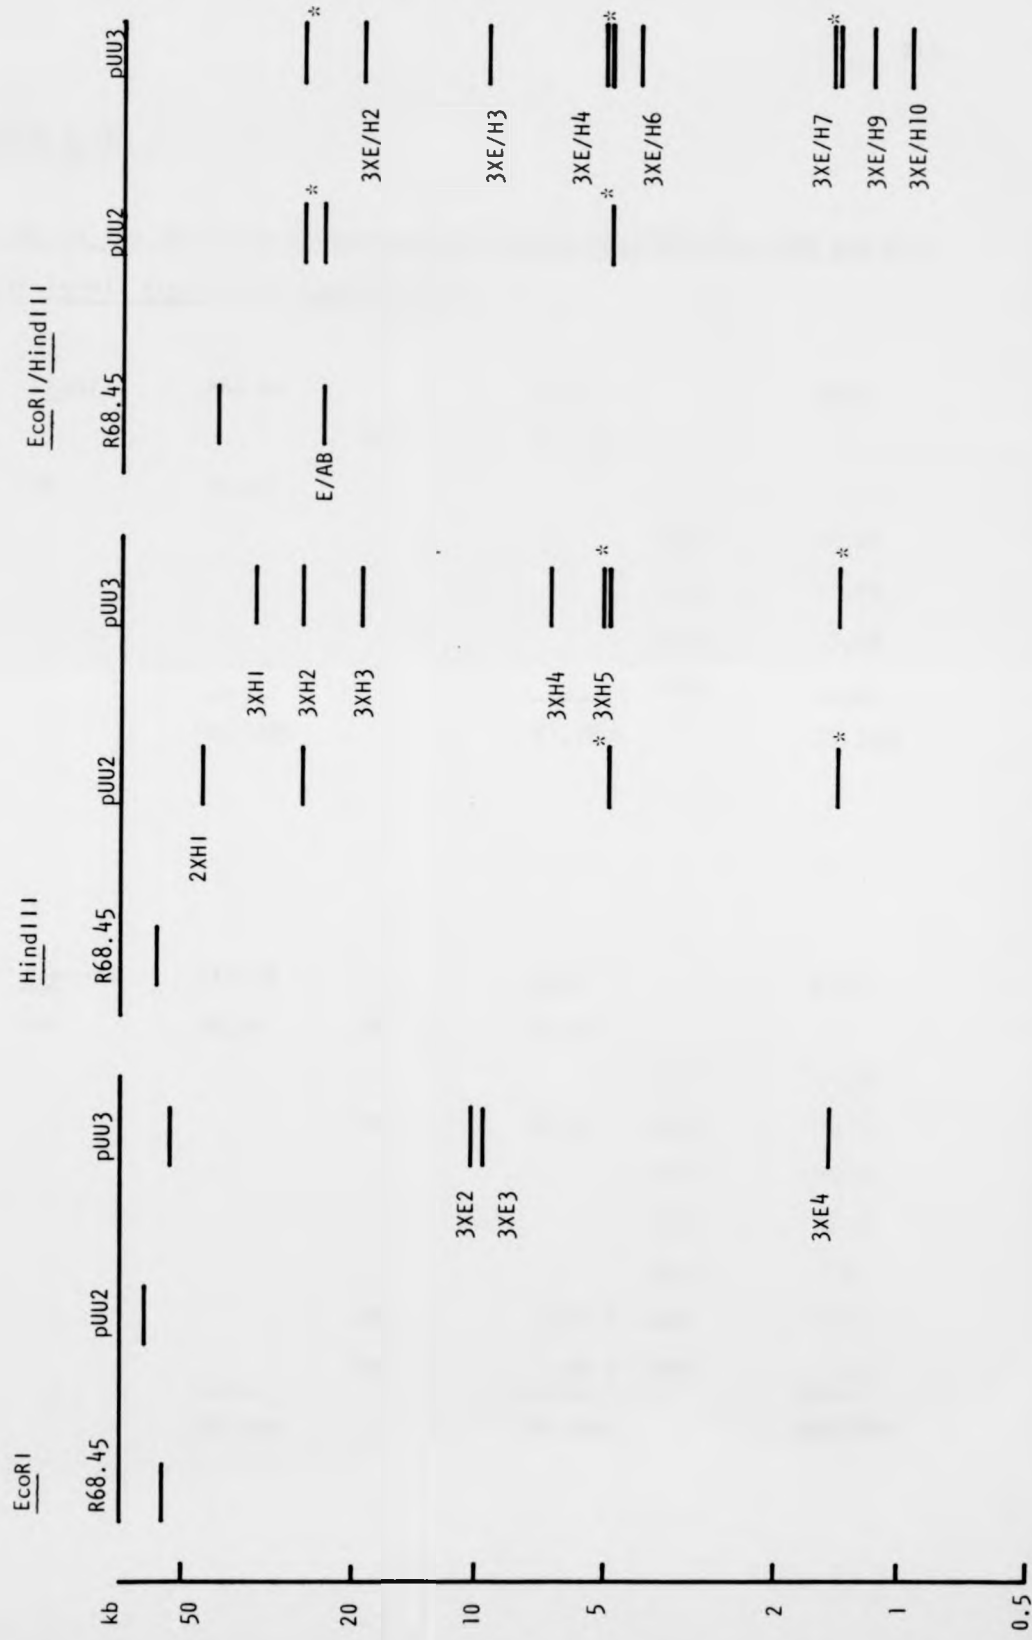 EcoRI
HindIII
EcoRI/HindIII
R68.45
pUU2
pUU3
R68.45
pUU2
pUU3
R68.45
pUU2
pUU3
kb
50
20
10
5
2
1
0.5
3XE2
3XE3
3XE4
2XH1
3XH1
3XH2
3XH3
3XH4
3XH5
*
*
*
*
E/AB
*
*
3XE/H2
3XE/H3
3XE/H4
3XE/H6
3XE/H7
3XE/H9
3XE/H10
*
*
*